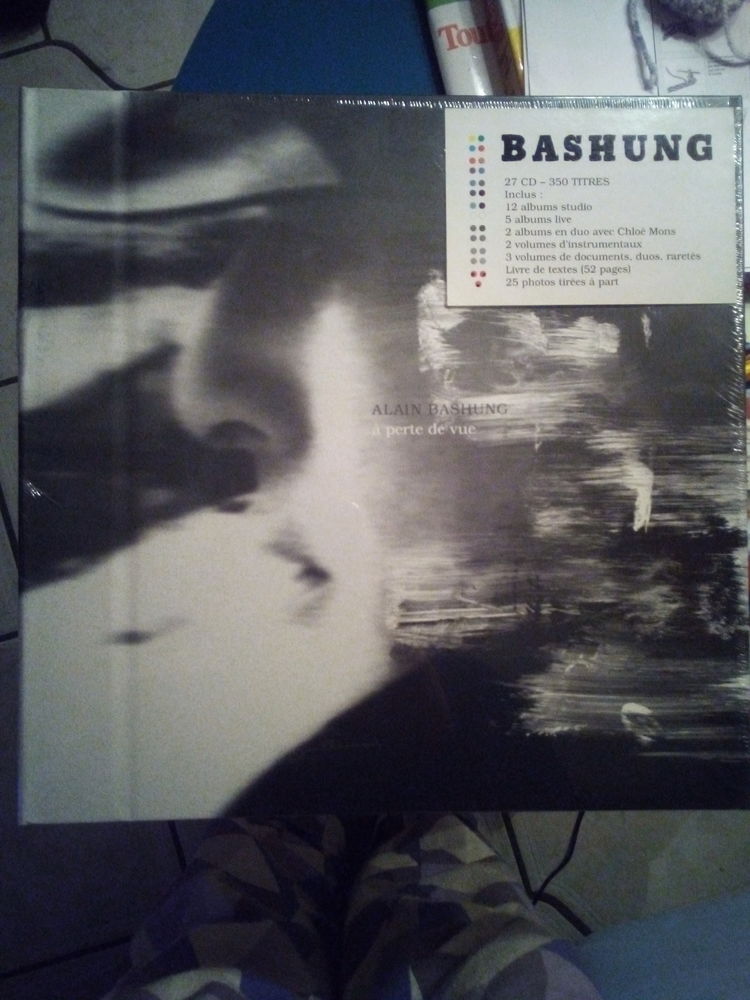 Tout
BASHUNG
27 CD – 350 TITRES
Inclus :
12 albums studio
5 albums live
2 albums en duo avec Chloé Mons
2 volumes d'instrumentaux
3 volumes de documents, duos, raretés
Livre de textes (52 pages)
25 photos tirées à part
ALAIN BASHUNG
à perte de vue